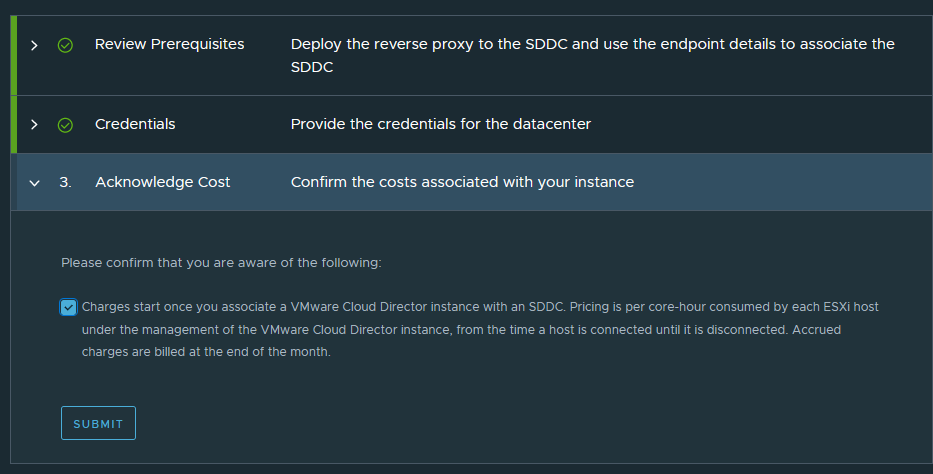 Review Prerequisites Deploy the reverse proxy to the SDDC and use the endpoint details to associate the
SDDC
Credentials Provide the credentials for the datacenter
3. Acknowledge Cost Confirm the costs associated with your instance
Please confirm that you are aware of the following:
Charges start once you associate a VMware Cloud Director instance with an SDDC. Pricing is per core-hour consumed by each ESXi host
under the management of the VMware Cloud Director instance, from the time a host is connected until it is disconnected. Accrued
charges are billed at the end of the month.
SUBMIT